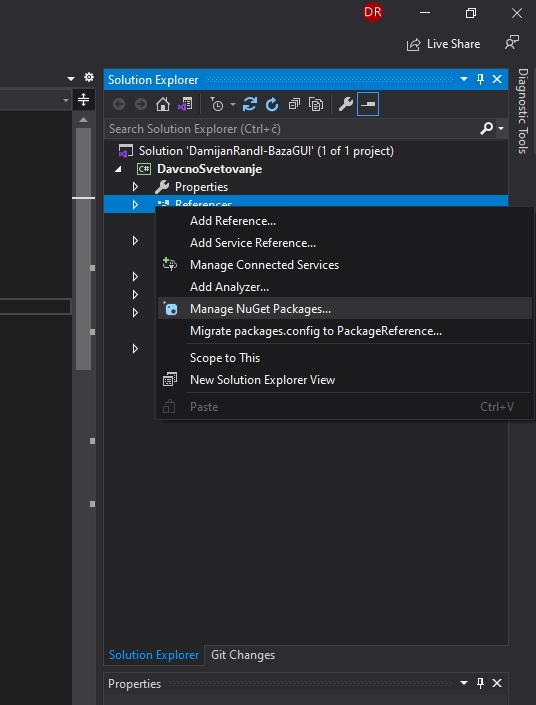 DR
Live Share
Solution Explorer
Search Solution Explorer (Ctrl+č)
Solution 'DamijanRandl-BazaGUI' (1 of 1 project)
C# DavcnoSvetovanje
Properties
References
Add Reference...
Add Service Reference...
Manage Connected Services
Add Analyzer...
Manage NuGet Packages...
Migrate packages.config to PackageReference...
Scope to This
New Solution Explorer View
Paste Ctrl+V
Solution Explorer Git Changes
Properties
Diagnostic Tools